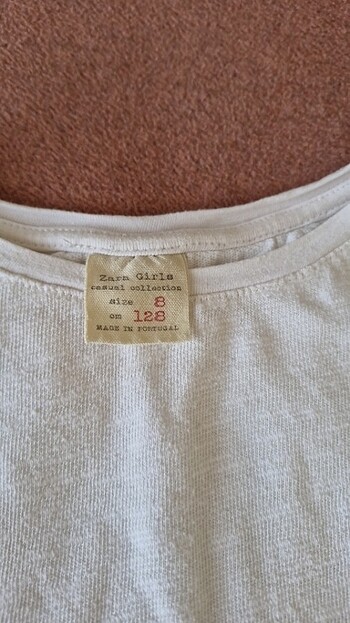 Zara Girls
casual collection
size 8
cm 128
MADE IN PORTUGAL